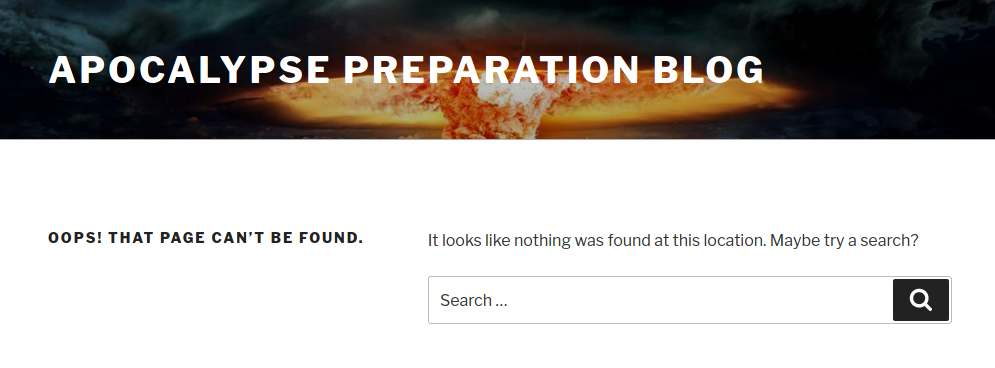 APOCALYPSE PREPARATION BLOG
OOPS! THAT PAGE CAN’T BE FOUND.
It looks like nothing was found at this location. Maybe try a search?
Search …